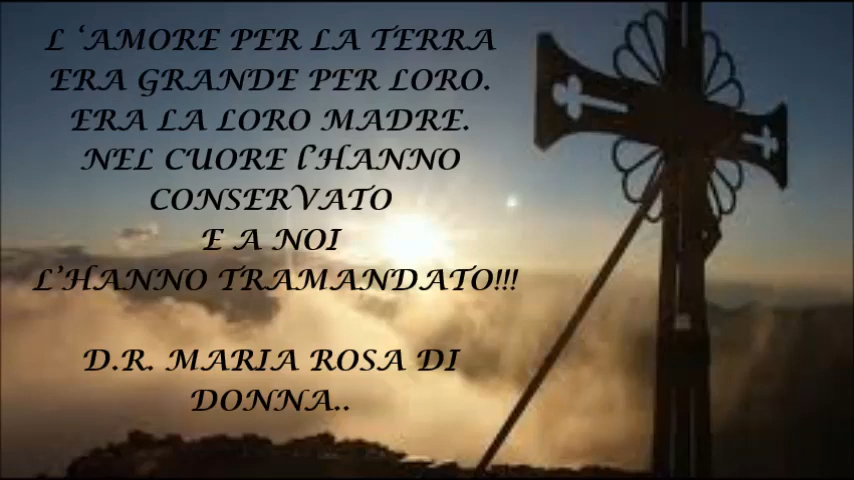 L ‘AMORE PER LA TERRA
ERA GRANDE PER LORO.
ERA LA LORO MADRE.
NEL CUORE l’HANNO
CONSERVATO
E A NOI
L’HANNO TRAMANDATO!!!
D.R. MARIA ROSA DI
DONNA..